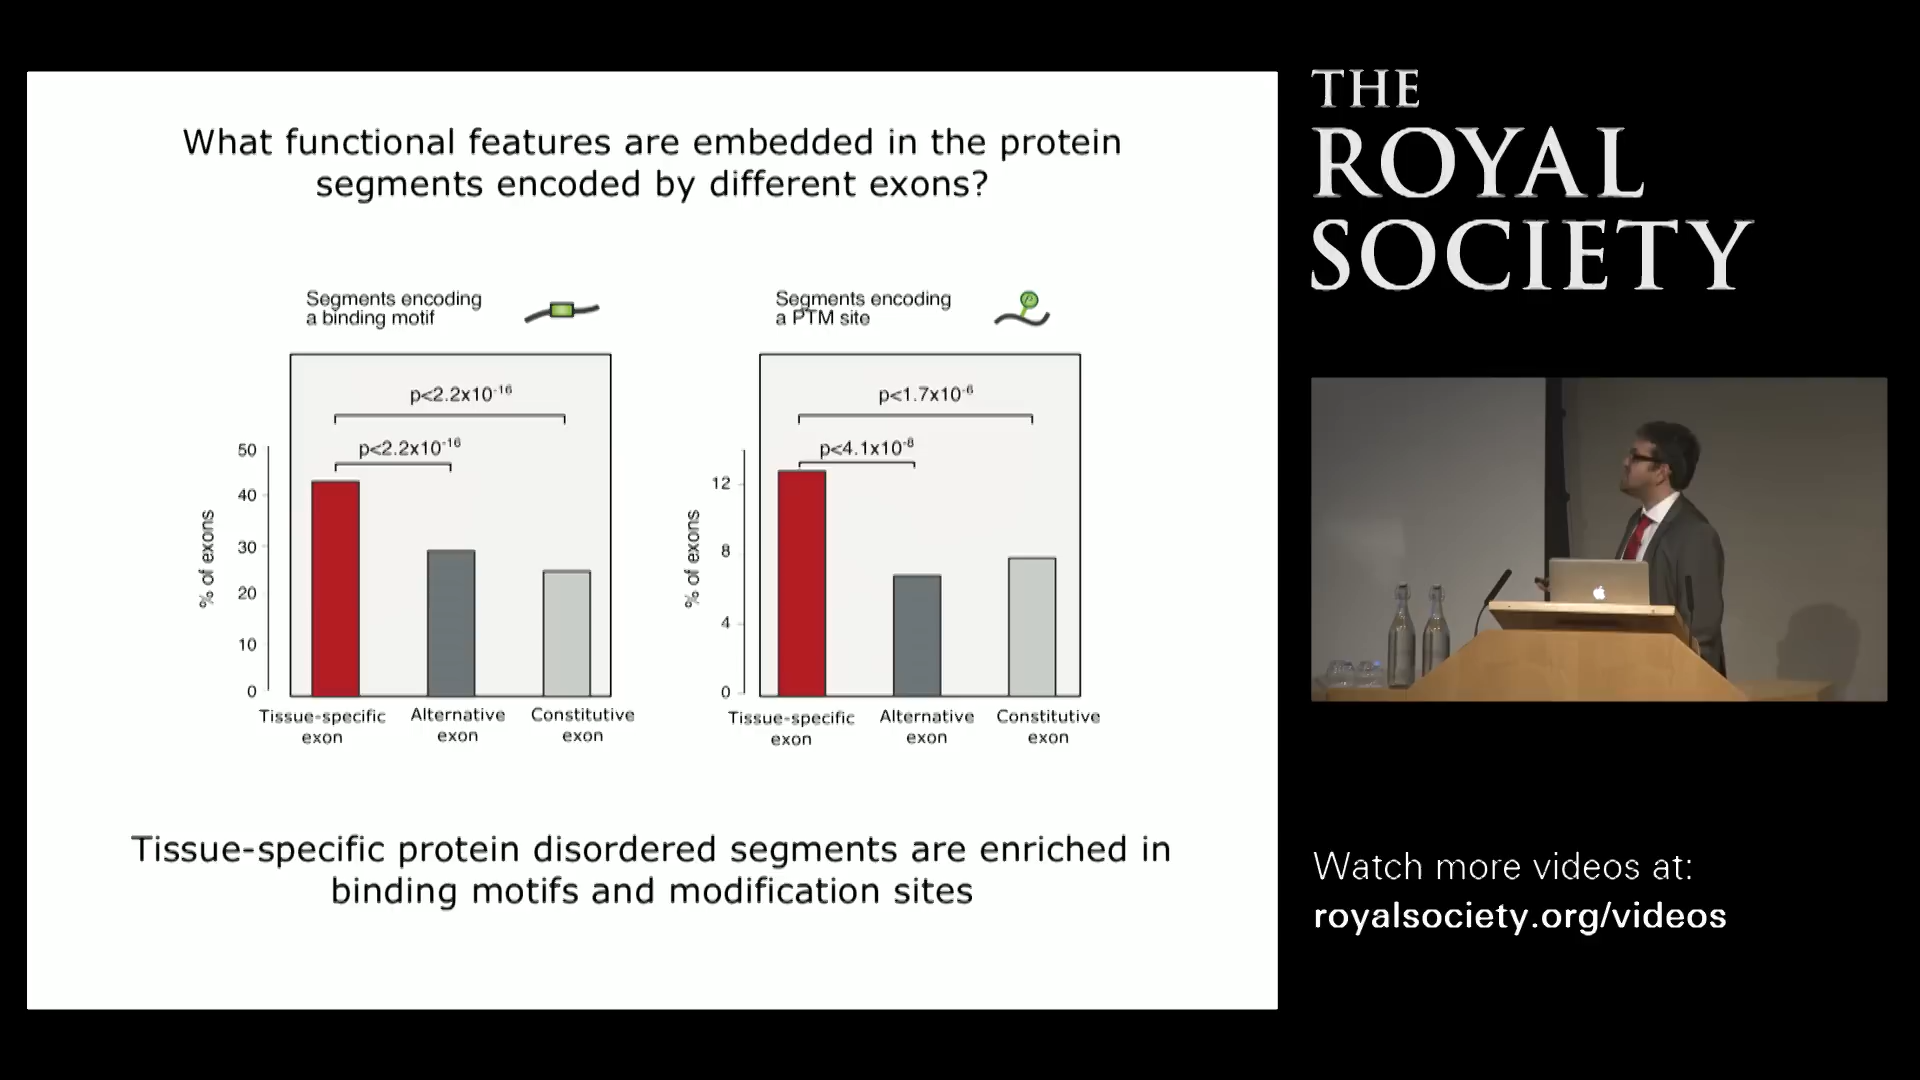 What functional features are embedded in the protein
segments encoded by different exons?
Segments encoding
a binding motif
p<2.2x10-16
p<2.2x10-16
50
40
30
20
10
0
% of exons
Tissue-specific
exon
Alternative
exon
Constitutive
exon
Segments encoding
a PTM site
P
p<1.7x10-6
p<4.1x10-8
12
8
4
0
% of exons
Tissue-specific
exon
Alternative
exon
Constitutive
exon
Tissue-specific protein disordered segments are enriched in
binding motifs and modification sites
THE
ROYAL
SOCIETY
Watch more videos at:
royalsociety.org/videos